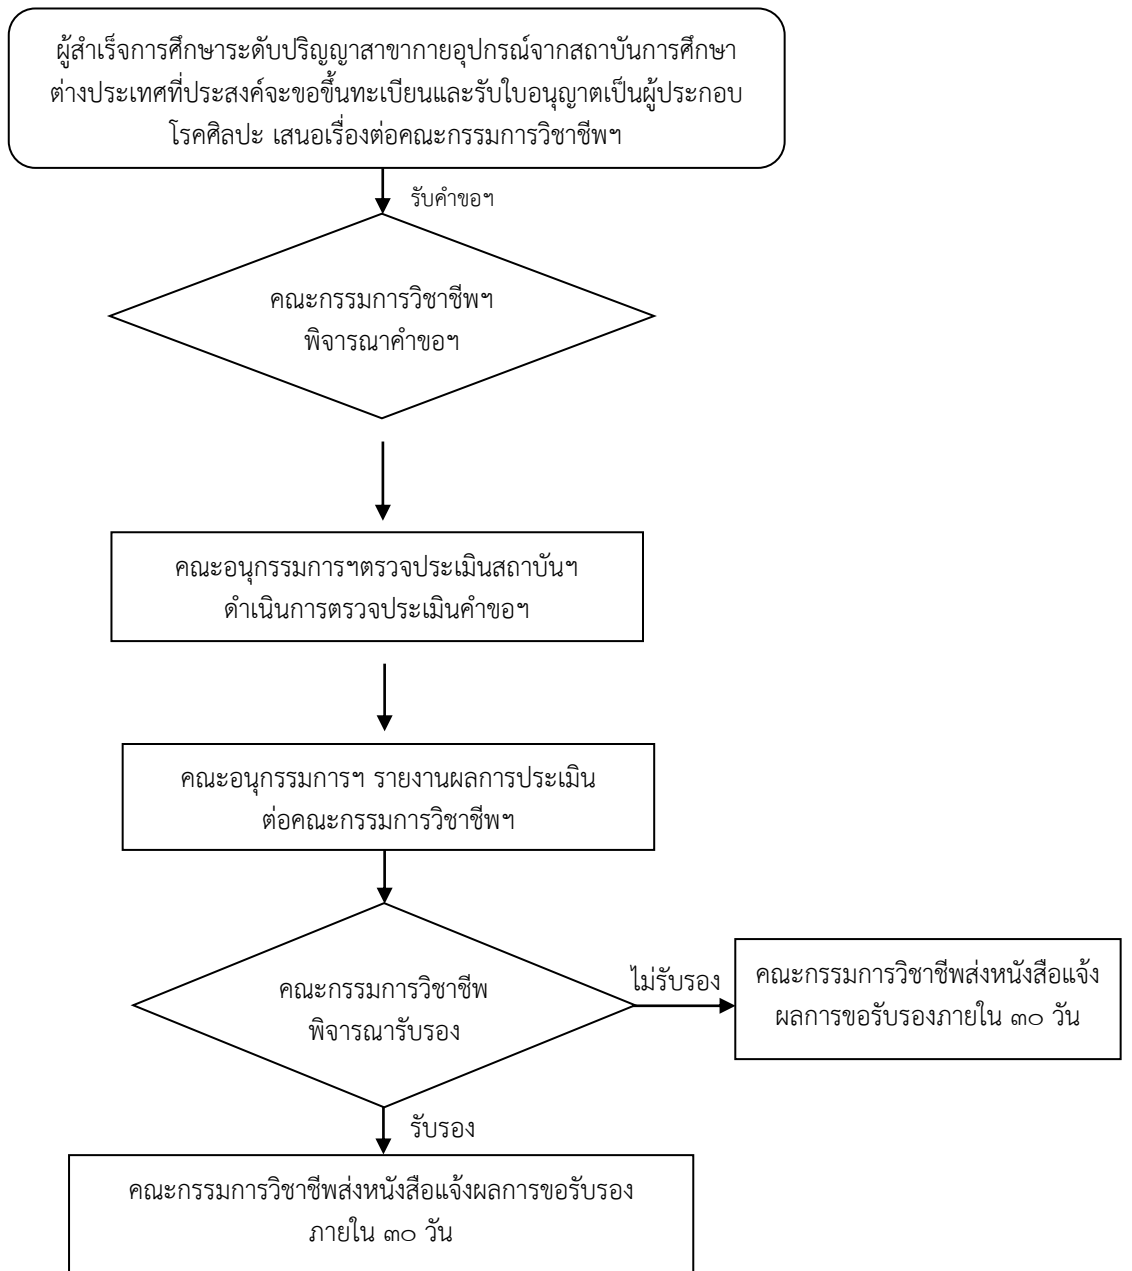 ผู้สำเร็จการศึกษาระดับปริญญาสาขากายอุปกรณ์จากสถาบันการศึกษา
ต่างประเทศที่ประสงค์จะขอขึ้นทะเบียนและรับใบอนุญาตเป็นผู้ประกอบ
โรคศิลปะ เสนอเรื่องต่อคณะกรรมการวิชาชีพฯ
รับคำขอฯ
คณะกรรมการวิชาชีพฯ
พิจารณาคำขอฯ
คณะอนุกรรมการฯตรวจประเมินสถาบันฯ
ดำเนินการตรวจประเมินคำขอฯ
คณะอนุกรรมการฯ รายงานผลการประเมิน
ต่อคณะกรรมการวิชาชีพฯ
คณะกรรมการวิชาชีพ
พิจารณารับรอง
ไม่รับรอง
คณะกรรมการวิชาชีพส่งหนังสือแจ้ง
ผลการขอรับรองภายใน ๓๐ วัน
รับรอง
คณะกรรมการวิชาชีพส่งหนังสือแจ้งผลการขอรับรอง
ภายใน ๓๐ วัน